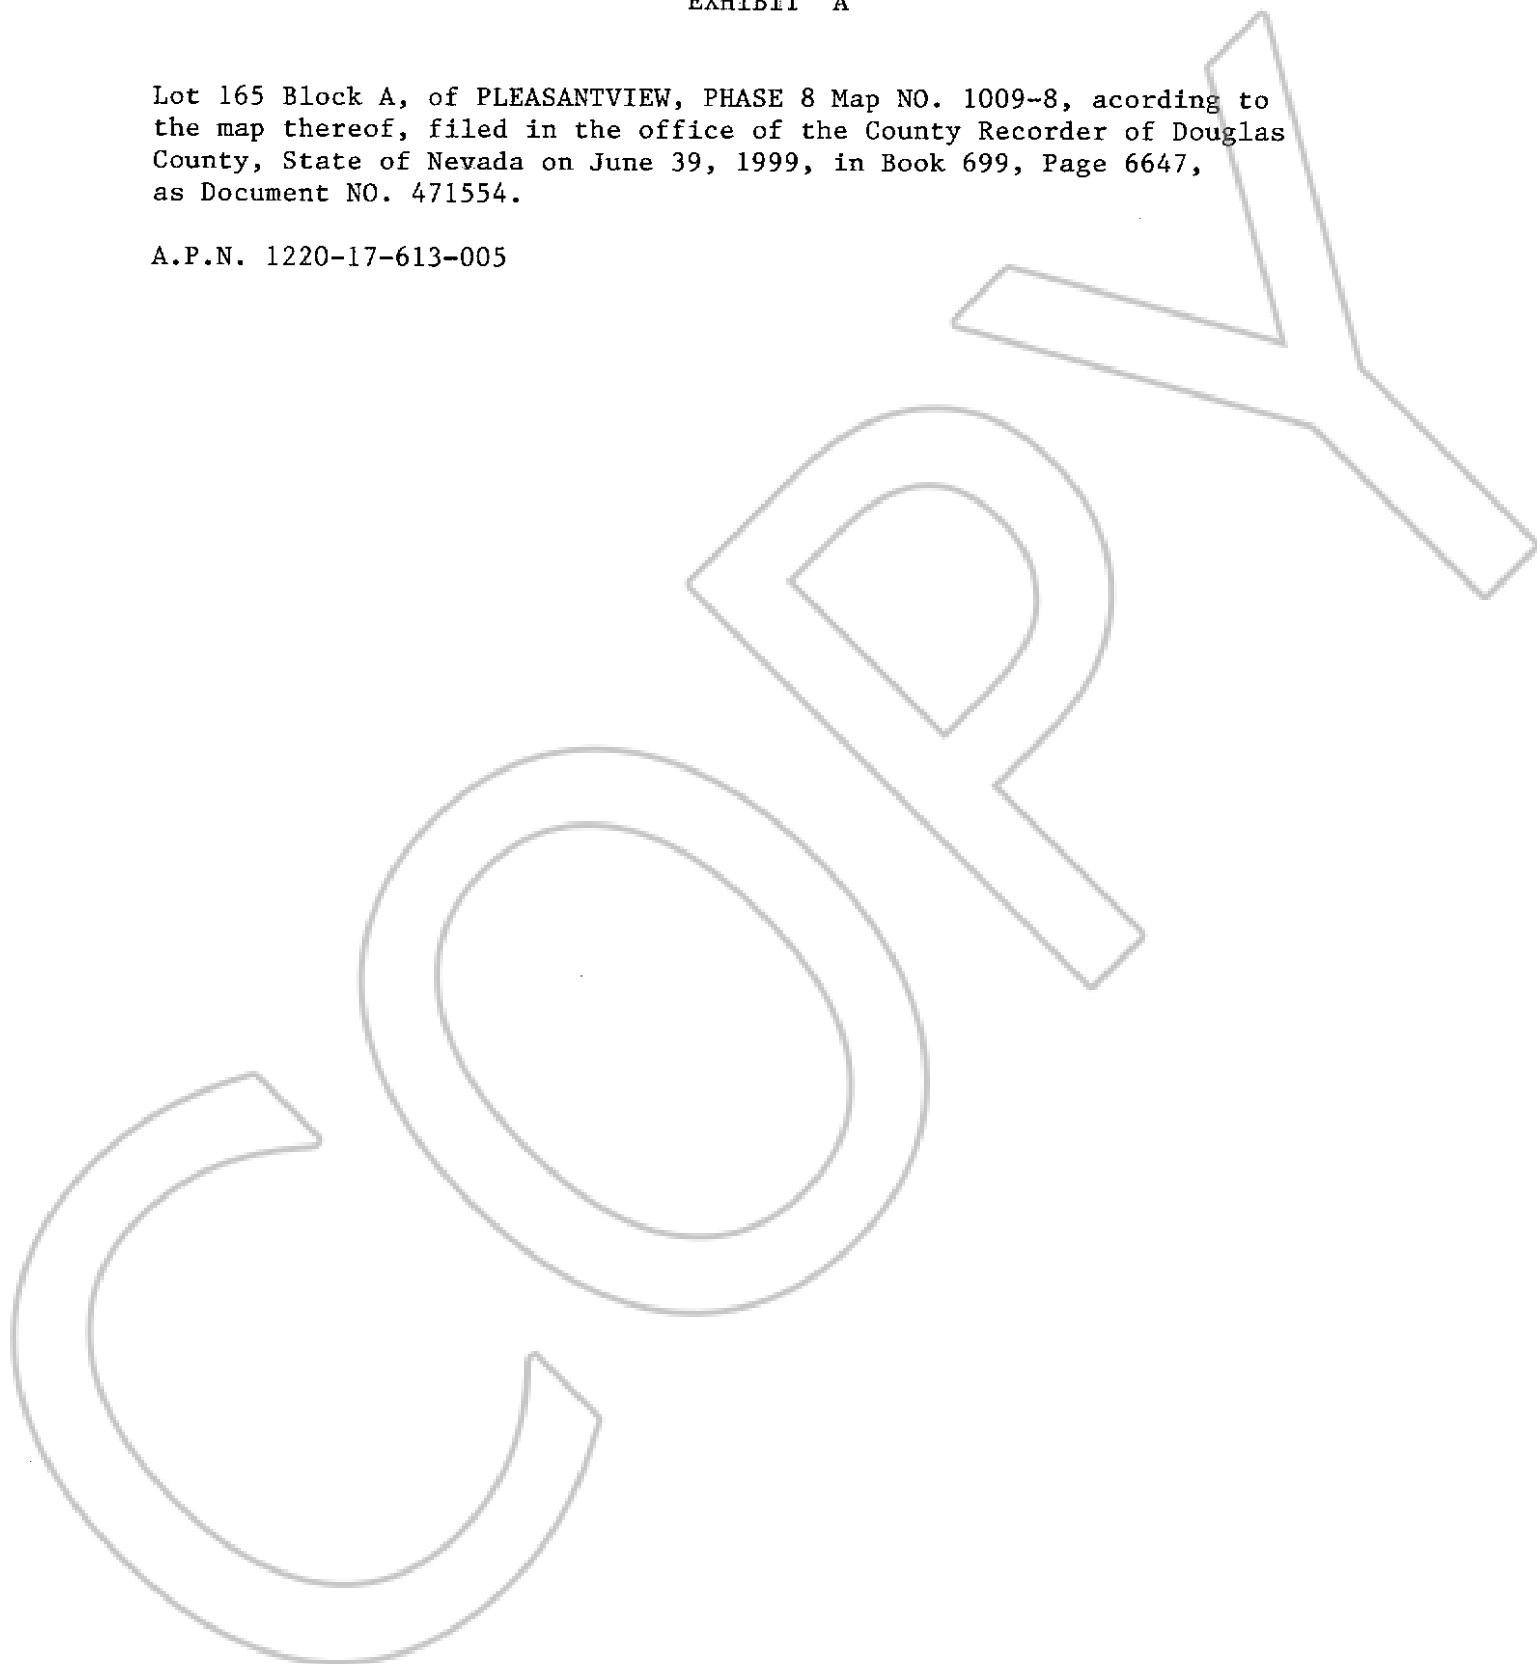 EXHIBIT A
Lot 165 Block A, of PLEASANTVIEW, PHASE 8 Map NO. 1009-8, acording to
the map thereof, filed in the office of the County Recorder of Douglas
County, State of Nevada on June 39, 1999, in Book 699, Page 6647,
as Document NO. 471554.
A.P.N. 1220-17-613-005
COPY